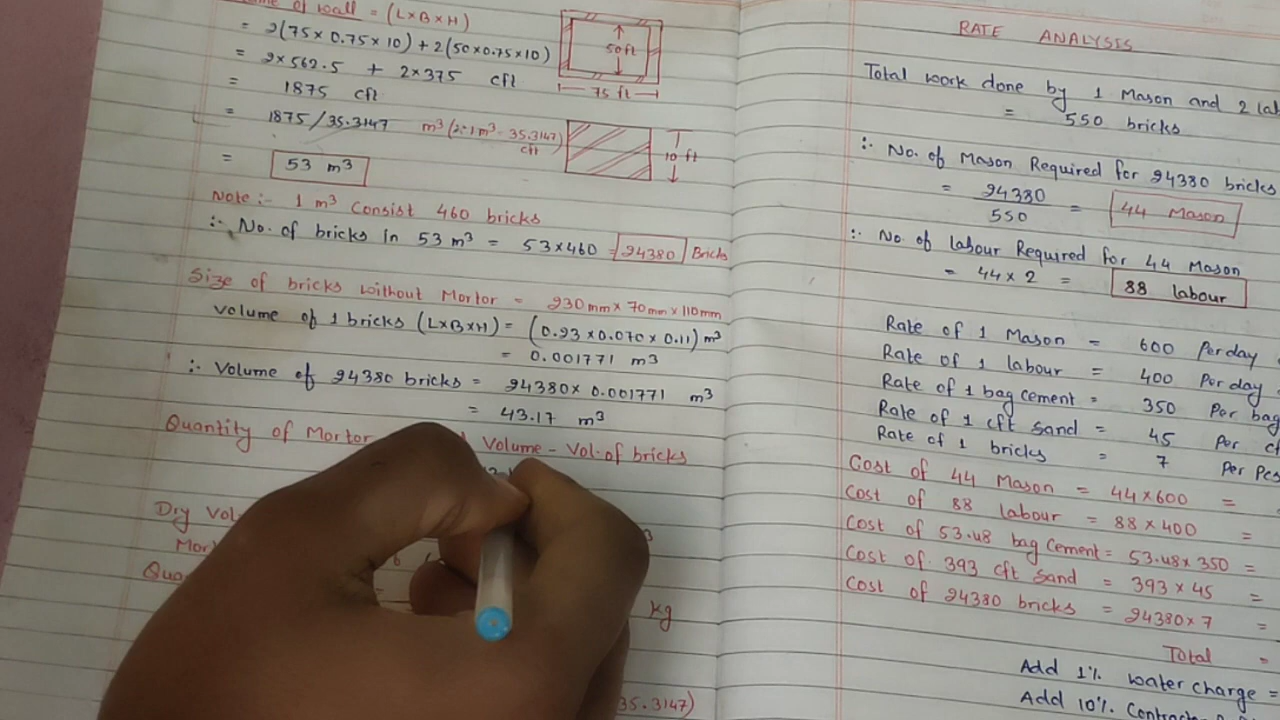 of wall = (L×B×H)
= 2(75×0.75×10) + 2(50×0.75×10)
= 2×562.5 + 2×375 cft
= 1875 cft
= 1875/35.3147 m³ (∵ 1m³ = 35.3147 cft)
= 53 m³
50 ft
75 ft
10 ft
Note :- 1 m³ Consist 460 bricks
∴ No. of bricks in 53 m³ = 53×460 = 24380 Bricks
Size of bricks without Mortor = 230mm × 70mm × 110mm
Volume of 1 bricks (L×B×H) = (0.23×0.070×0.11) m³
= 0.001771 m³
∴ Volume of 24380 bricks = 24380×0.001771 m³
= 43.17 m³
Quantity of Mortor Volume - Vol. of bricks
Dry Vol
kg
35.3147)
RATE ANALYSIS
Total work done by 1 Mason and 2
= 550 bricks
∴ No. of Mason Required for 24380 bricks
= 24380/550 = 44 Mason
∴ No of labour Required for 44 Mason
= 44×2 = 88 labour
Rate of 1 Mason = 600 Per day
Rate of 1 labour = 400 Per day
Rate of 1 bag cement = 350 Per bag
Rate of 1 cft sand = 45 Per
Rate of 1 bricks = 7 Per Pcs
Cost of 44 Mason = 44×600 =
Cost of 88 labour = 88×400 =
Cost of 53.48 bag Cement = 53.48×350 =
Cost of 393 cft Sand = 393×45 =
Cost of 24380 bricks = 24380×7 =
Total =
Add 1% water charge =
Add 10%